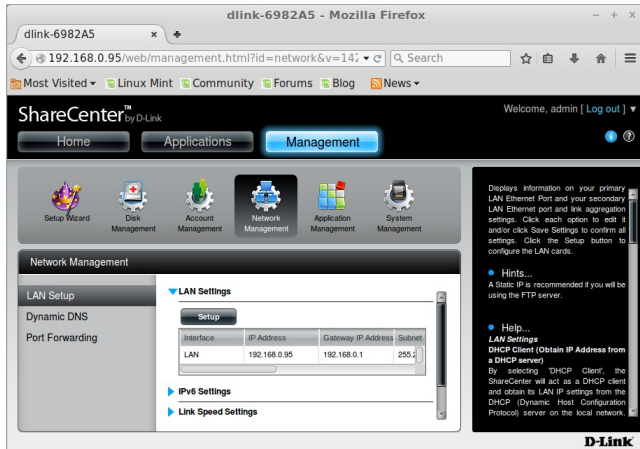 dlink-6982A5 - Mozilla Firefox
dlink-6982A5
192.168.0.95/web/management.html?id=network&v=142
Search
Most Visited
Linux Mint
Community
Forums
Blog
News
ShareCenter™
by D-Link
Welcome, admin [ Log out ]
Home
Applications
Management
Setup Wizard
Disk Management
Account Management
Network Management
Application Management
System Management
Network Management
LAN Setup
Dynamic DNS
Port Forwarding
LAN Settings
Setup
Interface IP Address Gateway IP Address Subnet
LAN 192.168.0.95 192.168.0.1 255.2
IPv6 Settings
Link Speed Settings
Displays information on your primary
LAN Ethernet Port and your secondary
LAN Ethernet port and link aggregation
settings. Click each option to edit it
and/or click Save Settings to confirm all
settings. Click the Setup button to
configure the LAN cards.
Hints...
A Static IP is recommended if you will be
using the FTP server.
Help...
LAN Settings
DHCP Client (Obtain IP Address from
a DHCP server)
By selecting 'DHCP Client', the
ShareCenter will act as a DHCP client
and obtain its LAN IP settings from the
DHCP (Dynamic Host Configuration
Protocol) server on the local network.
D-Link